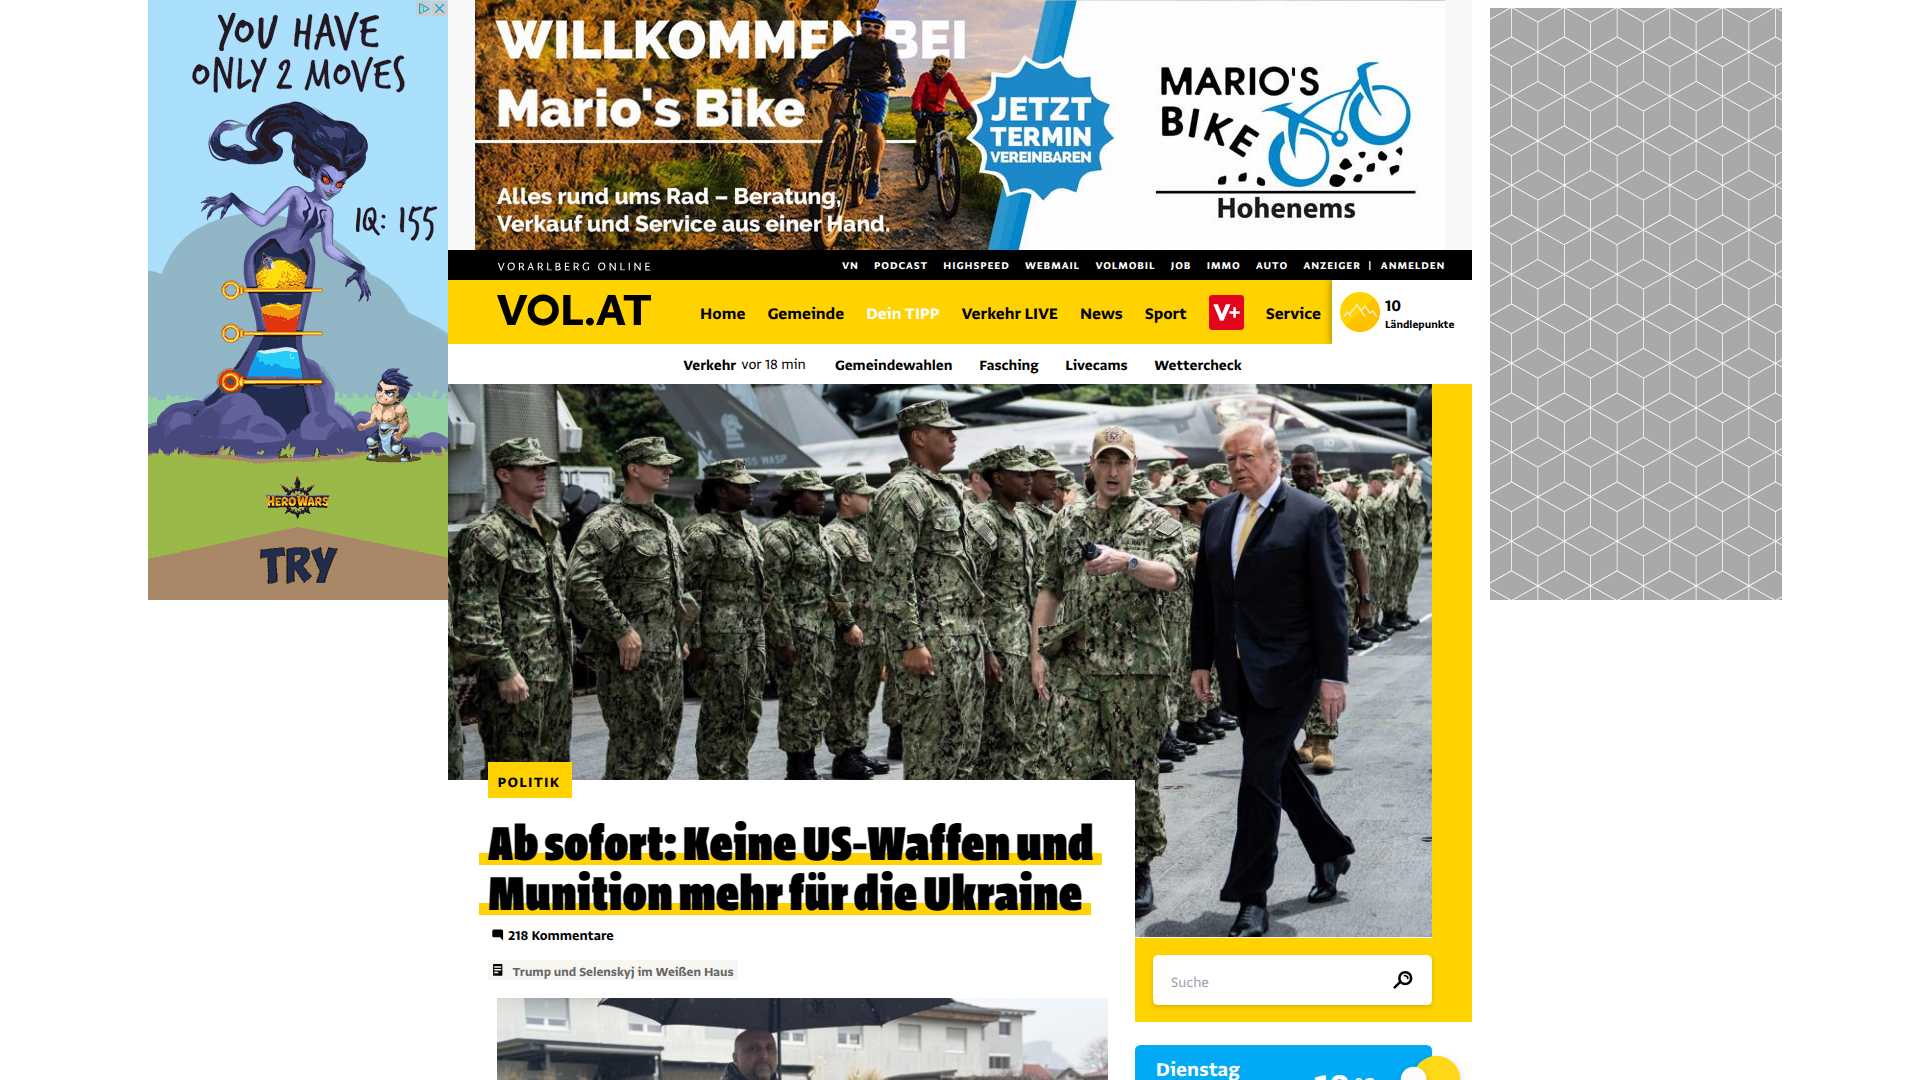 YOU HAVE
ONLY 2 MOVES
IQ: 155
HERO WARS
TRY
WILLKOMMEN BEI
Mario's Bike
Alles rund ums Rad – Beratung,
Verkauf und Service aus einer Hand.
JETZT
TERMIN
VEREINBAREN
MARIO'S
BIKE
Hohenems
VORARLBERG ONLINE
VN PODCAST HIGHSPEED WEBMAIL VOLMOBIL JOB IMMO AUTO ANZEIGER | ANMELDEN
VOL.AT
Home Gemeinde Dein TIPP Verkehr LIVE News Sport V+ Service
10
Ländlepunkte
Verkehr vor 18 min Gemeindewahlen Fasching Livecams Wettercheck
USS WASP
POLITIK
Ab sofort: Keine US-Waffen und
Munition mehr für die Ukraine
218 Kommentare
Trump und Selenskyj im Weißen Haus
Suche
Dienstag